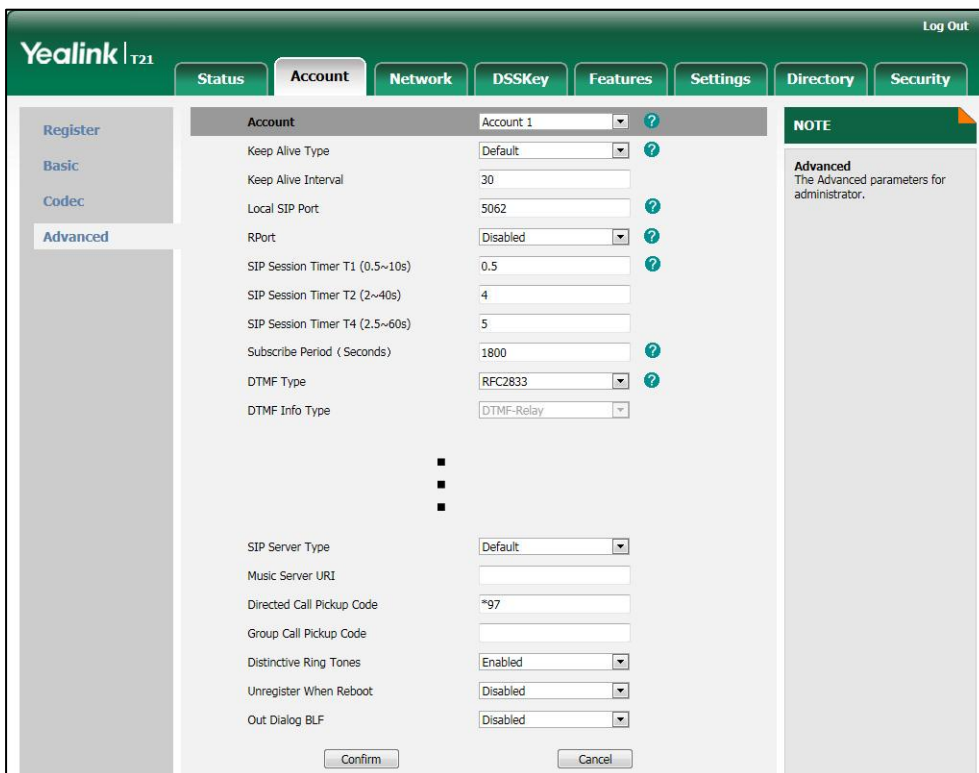 Log Out
Yealink T21
Status Account Network DSSKey Features Settings Directory Security
Register
Basic
Codec
Advanced
Account Account 1 ?
Keep Alive Type Default ?
Keep Alive Interval 30
Local SIP Port 5062 ?
RPort Disabled ?
SIP Session Timer T1 (0.5~10s) 0.5 ?
SIP Session Timer T2 (2~40s) 4
SIP Session Timer T4 (2.5~60s) 5
Subscribe Period (Seconds) 1800 ?
DTMF Type RFC2833 ?
DTMF Info Type DTMF-Relay
SIP Server Type Default
Music Server URI
Directed Call Pickup Code *97
Group Call Pickup Code
Distinctive Ring Tones Enabled
Unregister When Reboot Disabled
Out Dialog BLF Disabled
Confirm Cancel
NOTE
Advanced
The Advanced parameters for
administrator.